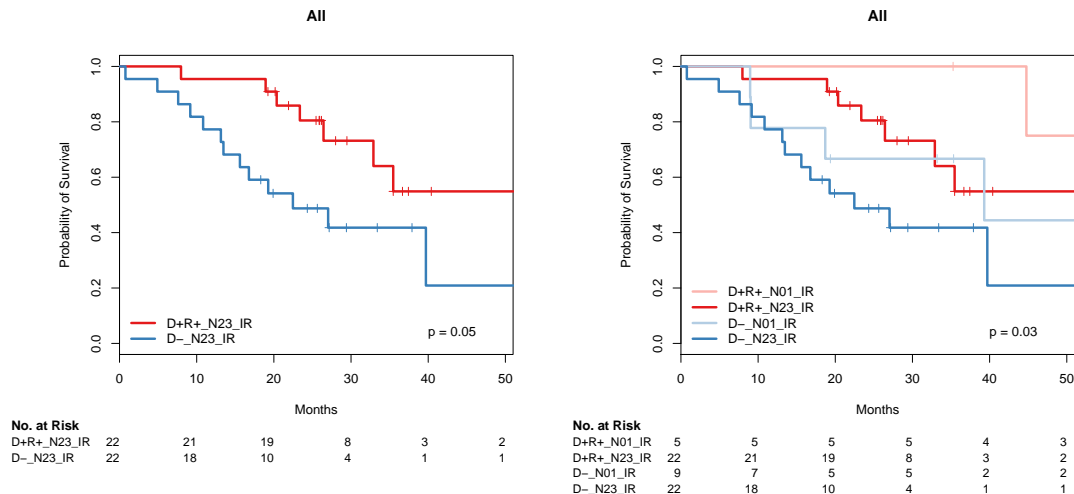 All
Probability of Survival
1.0
0.8
0.6
0.4
0.2
0.0
D+R+_N23_IR
D−_N23_IR
p = 0.05
0 10 20 30 40 50
Months
No. at Risk
D+R+_N23_IR 22 21 19 8 3 2
D−_N23_IR 22 18 10 4 1 1
All
Probability of Survival
1.0
0.8
0.6
0.4
0.2
0.0
D+R+_N01_IR
D+R+_N23_IR
D−_N01_IR
D−_N23_IR
p = 0.03
0 10 20 30 40 50
Months
No. at Risk
D+R+_N01_IR 5 5 5 5 4 3
D+R+_N23_IR 22 21 19 8 3 2
D−_N01_IR 9 7 5 5 2 2
D−_N23_IR 22 18 10 4 1 1